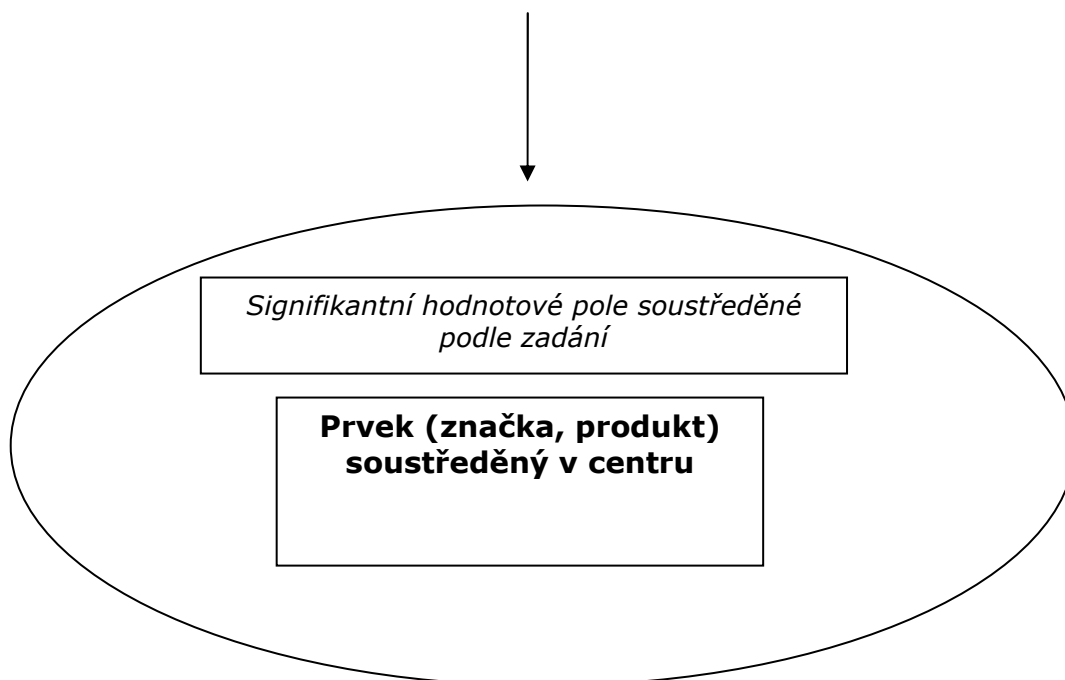 Signifikantní hodnotové pole soustředěné
podle zadání
Prvek (značka, produkt)
soustředěný v centru